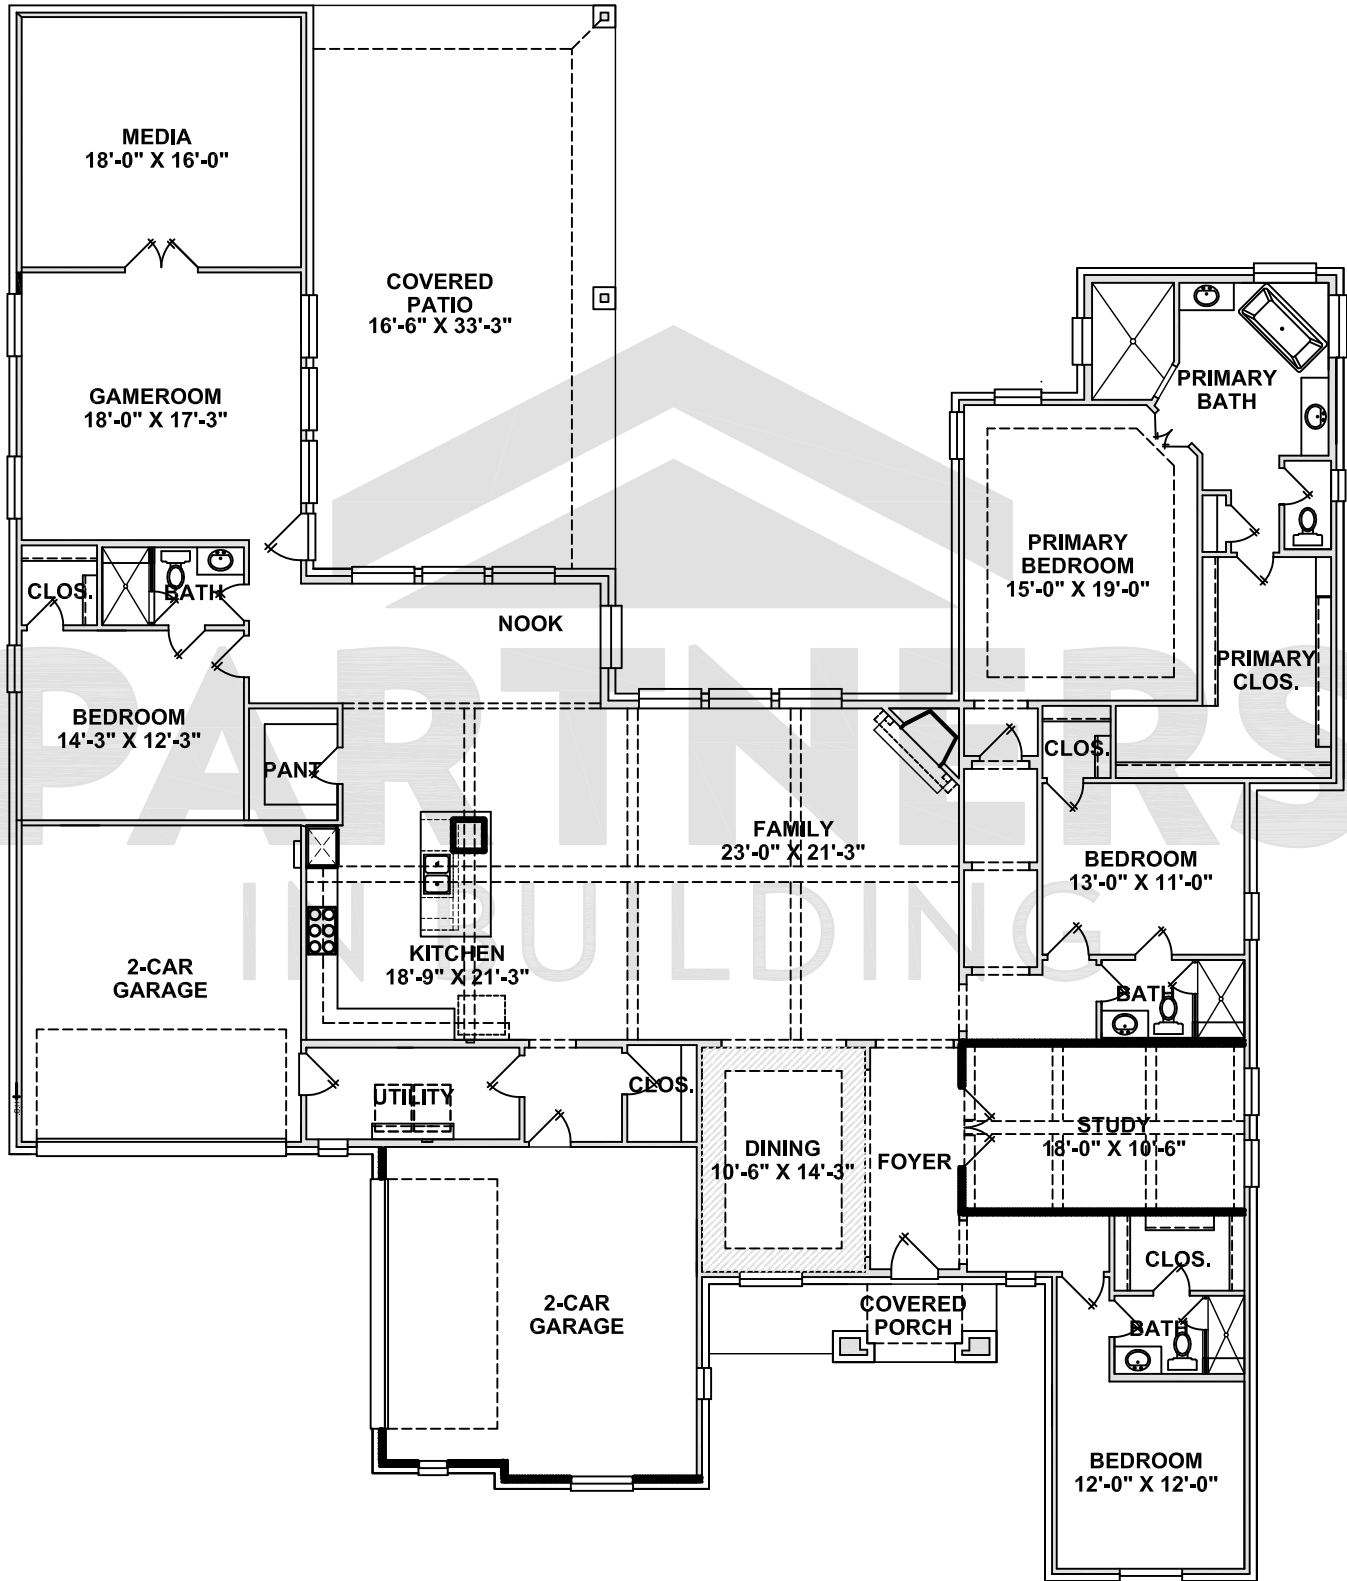 MEDIA
18'-0" X 16'-0"
COVERED
PATIO
16'-6" X 33'-3"
GAMEROOM
18'-0" X 17'-3"
PRIMARY
BATH
PRIMARY
BEDROOM
15'-0" X 19'-0"
CLOS.
BATH
NOOK
PRIMARY
CLOS.
BEDROOM
14'-3" X 12'-3"
PANT
CLOS.
FAMILY
23'-0" X 21'-3"
BEDROOM
13'-0" X 11'-0"
PARTNERS
IN BUILDING
KITCHEN
18'-9" X 21'-3"
2-CAR
GARAGE
BATH
UTILITY
CLOS.
DINING
10'-6" X 14'-3"
FOYER
STUDY
18'-0" X 10'-6"
CLOS.
COVERED
PORCH
BATH
2-CAR
GARAGE
BEDROOM
12'-0" X 12'-0"